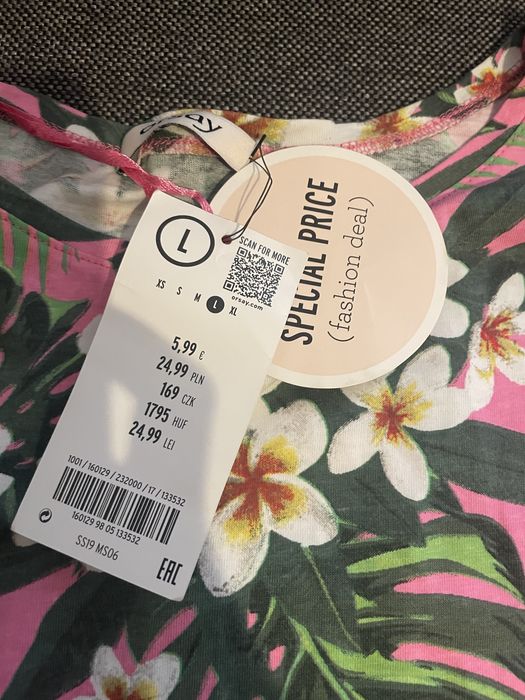 orsay
SPECIAL PRICE
(fashion deal)
L
SCAN FOR MORE
orsay.com
XS S M L XL
5,99 €
24,99 PLN
169 CZK
1795 HUF
24,99 LEI
1001/160129/232000/17/133532
160129 98 05 133532
SS19 MS06
EAC